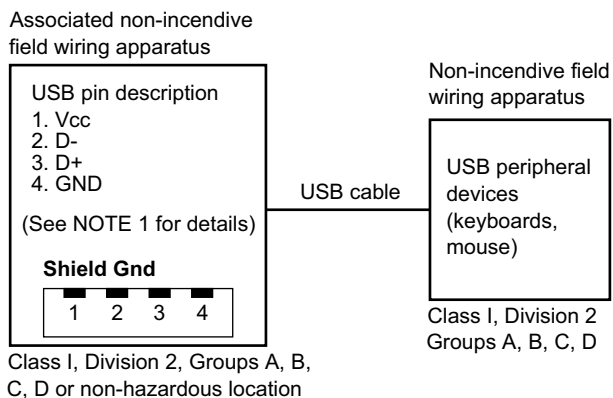 Associated non-incendive
field wiring apparatus
USB pin description
1. Vcc
2. D-
3. D+
4. GND
(See NOTE 1 for details)
Shield Gnd
1 2 3 4
Class I, Division 2, Groups A, B,
C, D or non-hazardous location
USB cable
Non-incendive field
wiring apparatus
USB peripheral
devices
(keyboards,
mouse)
Class I, Division 2
Groups A, B, C, D